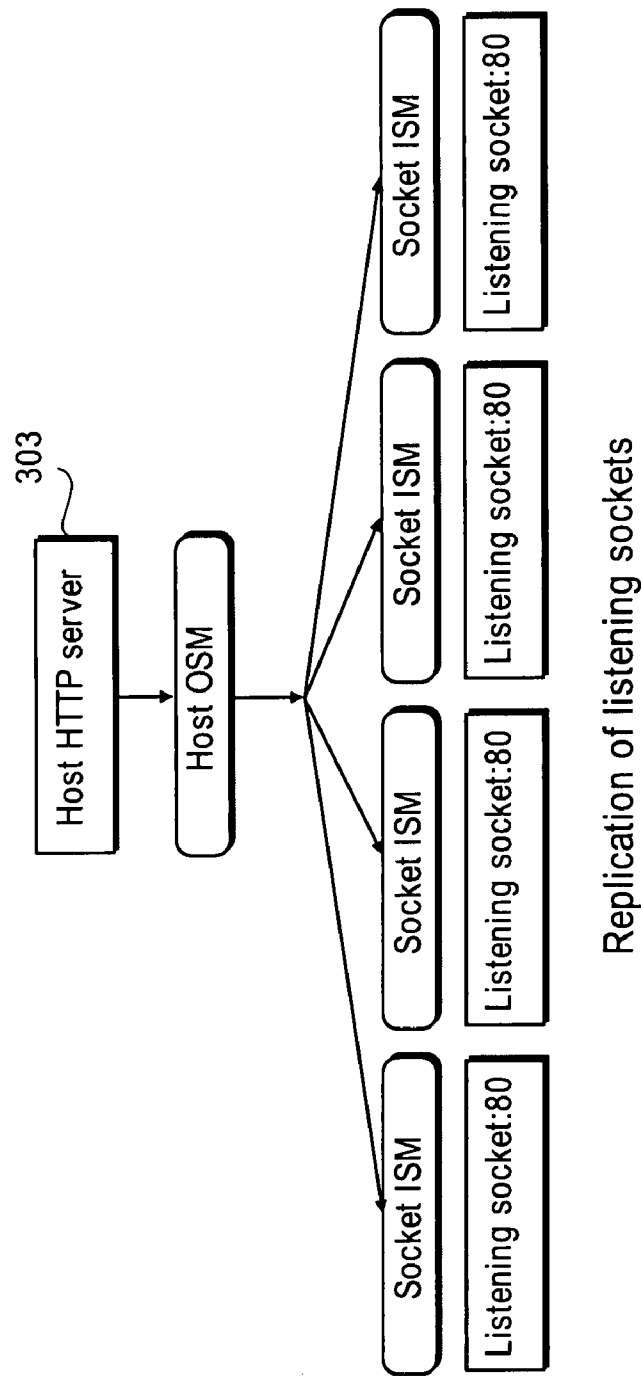 303
Host HTTP server
Host OSM
Socket ISM
Socket ISM
Socket ISM
Socket ISM
Listening socket:80
Listening socket:80
Listening socket:80
Listening socket:80
Replication of listening sockets